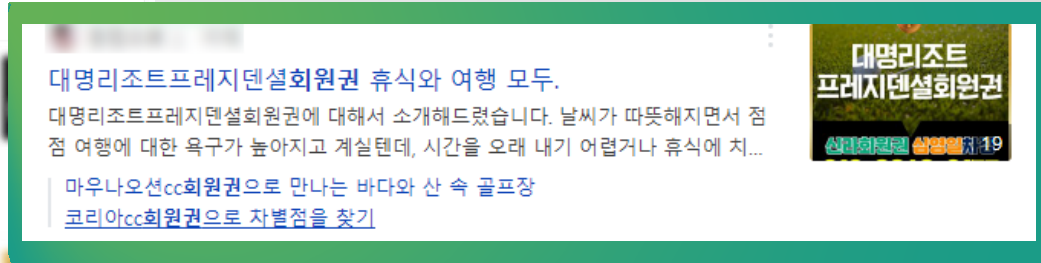 대명리조트프레지덴셜회원권 휴식와 여행 모두.
대명리조트프레지덴셜회원권에 대해서 소개해드렸습니다. 날씨가 따뜻해지면서 점
점 여행에 대한 욕구가 높아지고 계실텐데, 시간을 오래 내기 어렵거나 휴식에 치...
마우나오션cc회원권으로 만나는 바다와 산 속 골프장
코리아cc회원권으로 차별점을 찾기
대명리조트
프레지덴셜회원권
19